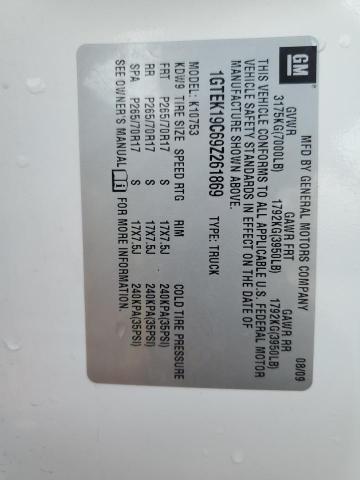 GM
MFD BY GENERAL MOTORS COMPANY 08/09
GVWR GAWR FRT GAWR RR
3175KG(7000LB) 1792KG(3950LB) 1792KG(3950LB)
THIS VEHICLE CONFORMS TO ALL APPLICABLE U.S. FEDERAL MOTOR
VEHICLE SAFETY STANDARDS IN EFFECT ON THE DATE OF
MANUFACTURE SHOWN ABOVE.
1GTEK19C69Z261869 TYPE: TRUCK
MODEL: K10753
KDW9 TIRE SIZE SPEED RTG RIM COLD TIRE PRESSURE
FRT P265/70R17 S 17X7.5J 240KPA(35PSI)
RR P265/70R17 S 17X7.5J 240KPA(35PSI)
SPA P265/70R17 S 17X7.5J 240KPA(35PSI)
SEE OWNER'S MANUAL FOR MORE INFORMATION.